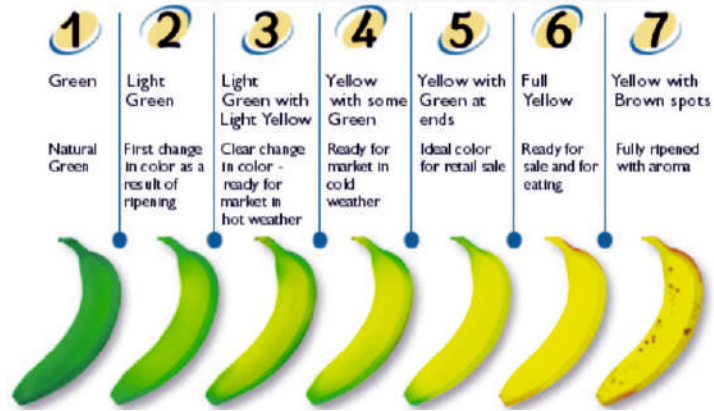 1
Green
Natural
Green
2
Light
Green
First change
in color as a
result of
ripening
3
Light
Green with
Light Yellow
Clear change
in color -
ready for
market in
hot weather
4
Yellow
with some
Green
Ready for
market in
cold
weather
5
Yellow with
Green at
ends
Ideal color
for retail sale
6
Full
Yellow
Ready for
sale and for
eating
7
Yellow with
Brown spots
Fully ripened
with aroma